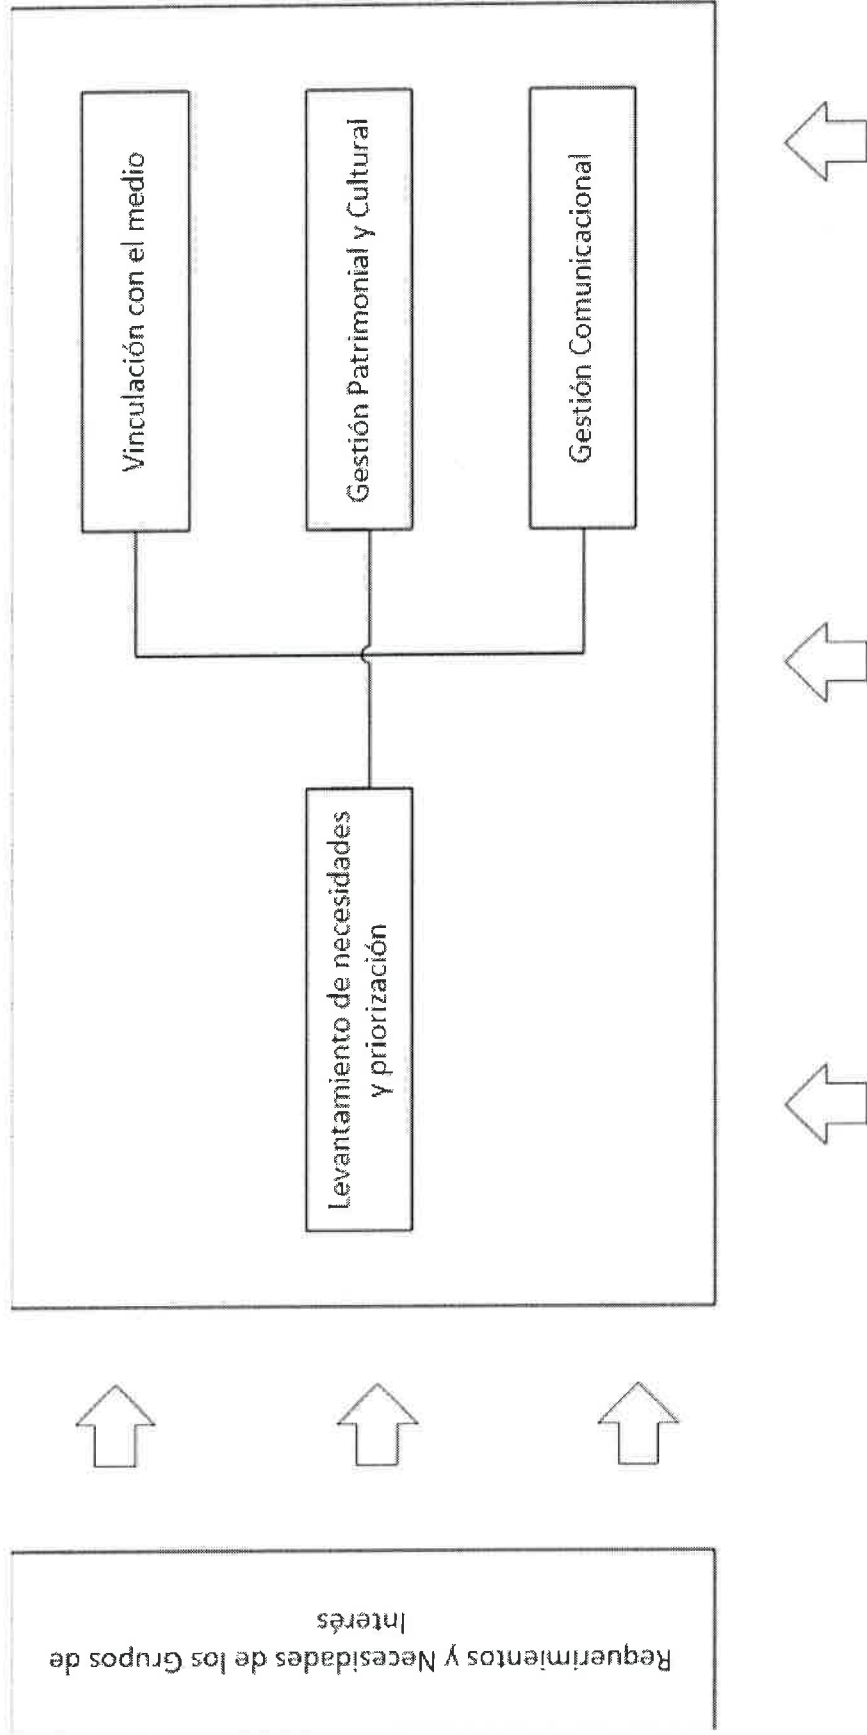 Requerimientos y Necesidades de los Grupos de
Interés
Levantamiento de necesidades
y priorización
Vinculación con el medio
Gestión Patrimonial y Cultural
Gestión Comunicacional